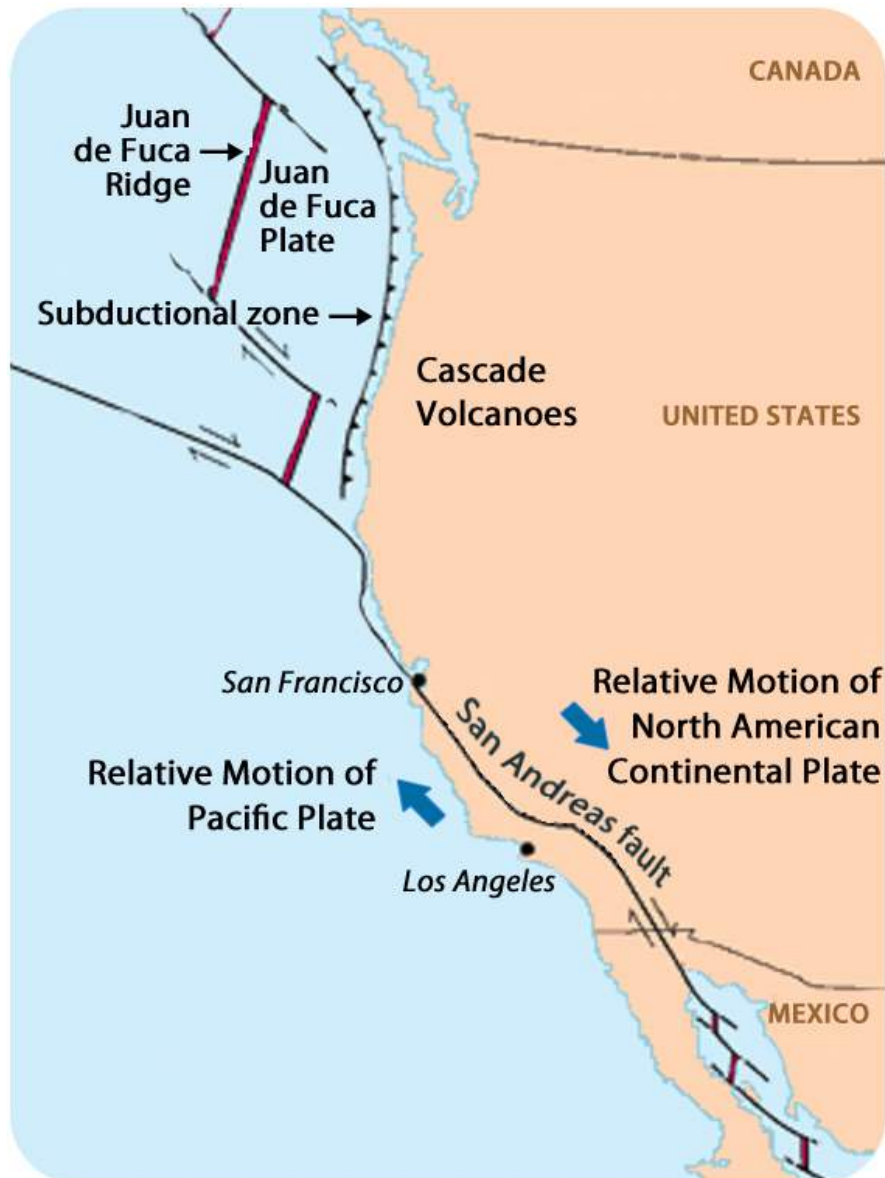 CANADA
Juan
de Fuca
Ridge
Juan
de Fuca
Plate
Subductional zone
Cascade
Volcanoes
UNITED STATES
San Francisco
San Andreas fault
Relative Motion of
North American
Continental Plate
Relative Motion of
Pacific Plate
Los Angeles
MEXICO